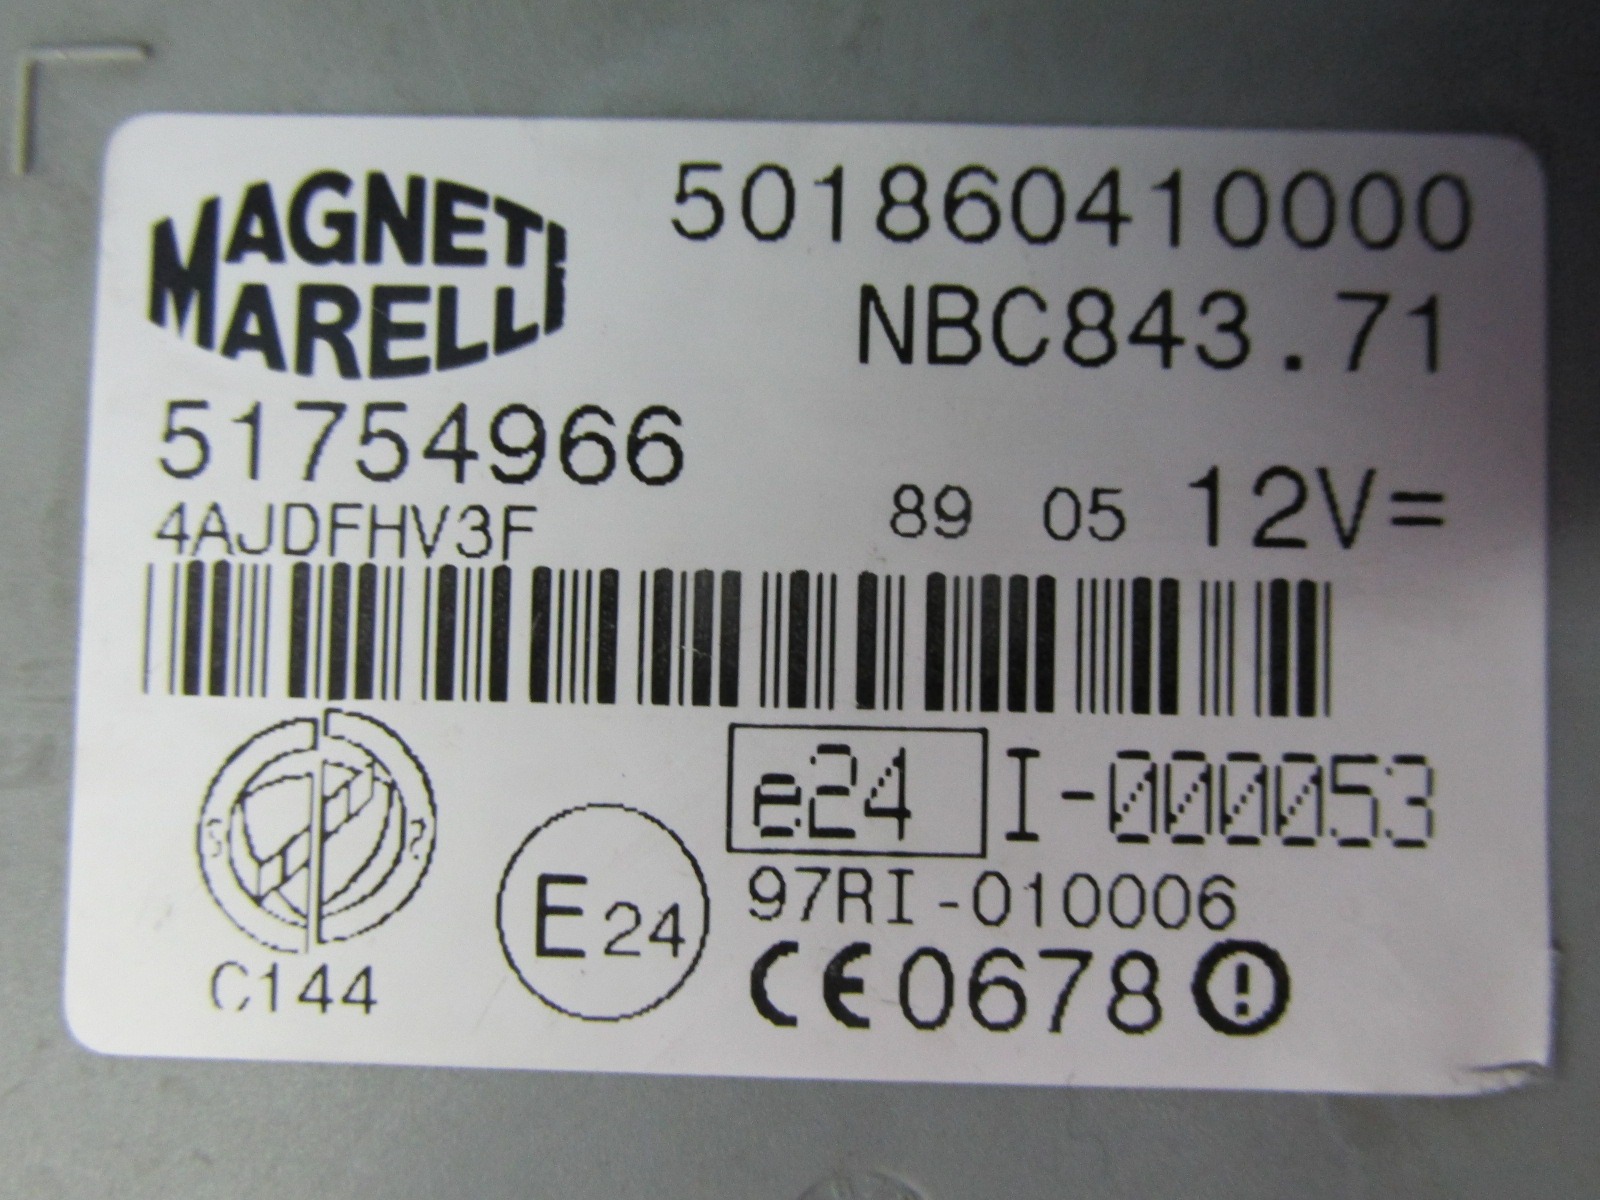 MAGNETI
MARELLI
501860410000
NBC843.71
51754966
4AJDFHV3F
89 05 12V=
e24 I-000053
E24
97RI-010006
C144
CE0678